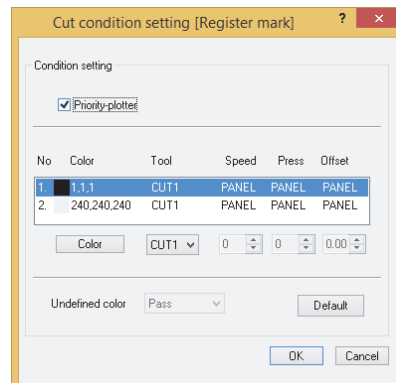 Cut condition setting [Register mark] ? ×
Condition setting
Priority-plotter
No Color Tool Speed Press Offset
1. 1,1,1 CUT1 PANEL PANEL PANEL
2. 240,240,240 CUT1 PANEL PANEL PANEL
Color CUT1 0 0 0.00
Undefined color Pass Default
OK Cancel